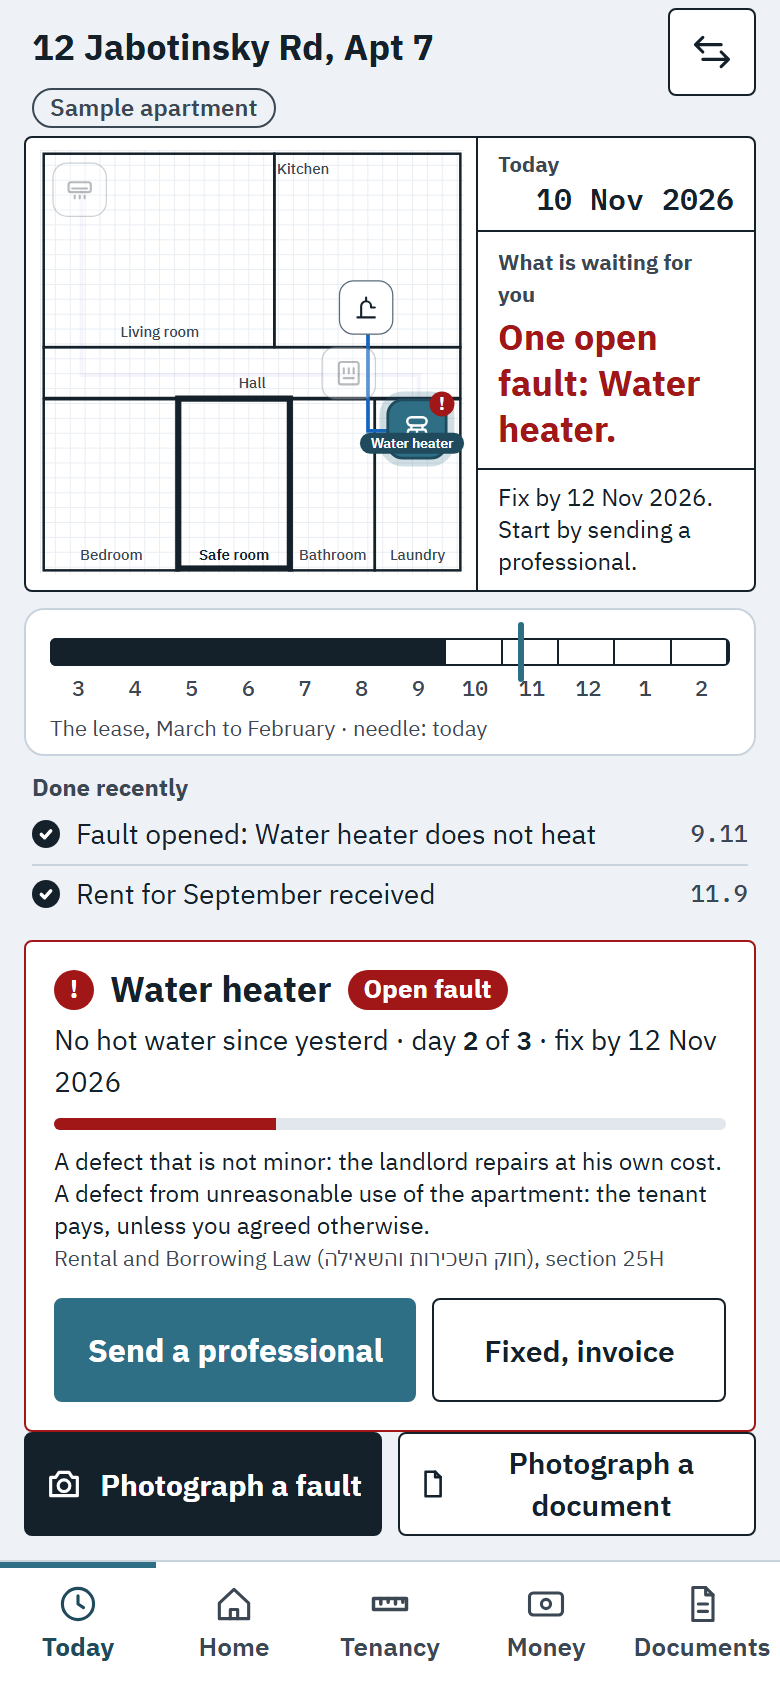 12 Jabotinsky Rd, Apt 7
Sample apartment
Kitchen
Living room
Hall
!
Water heater
Bedroom
Safe room
Bathroom
Laundry
Today
10 Nov 2026
What is waiting for
you
One open
fault: Water
heater.
Fix by 12 Nov 2026.
Start by sending a
professional.
3 4 5 6 7 8 9 10 11 12 1 2
The lease, March to February · needle: today
Done recently
Fault opened: Water heater does not heat 9.11
Rent for September received 11.9
! Water heater Open fault
No hot water since yesterd · day 2 of 3 · fix by 12 Nov
2026
A defect that is not minor: the landlord repairs at his own cost.
A defect from unreasonable use of the apartment: the tenant
pays, unless you agreed otherwise.
Rental and Borrowing Law (חוק השכירות והשאילה), section 25H
Send a professional
Fixed, invoice
Photograph a fault
Photograph a
document
Today Home Tenancy Money Documents